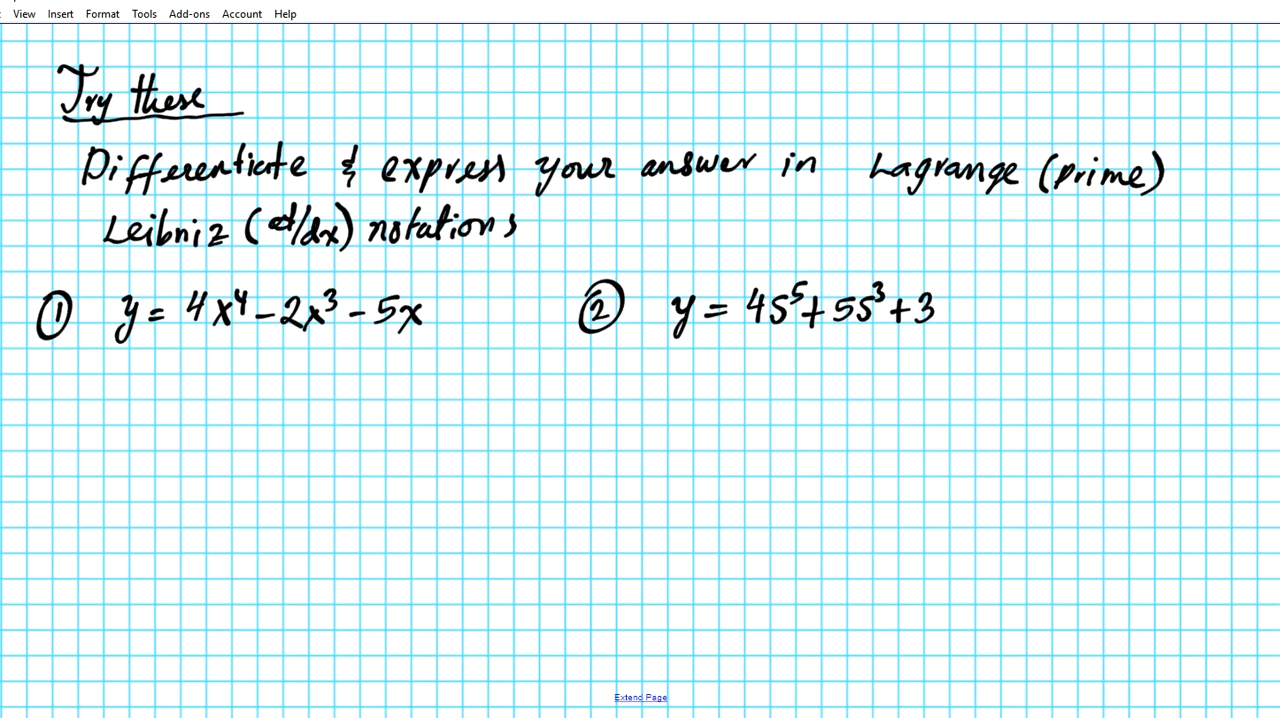 View Insert Format Tools Add-ons Account Help
Try these
Differentiate & express your answer in Lagrange (prime)
Leibniz (d/dx) notations
① y = 4x⁴ - 2x³ - 5x ② y = 4s⁵ + 5s³ + 3
Extend Page